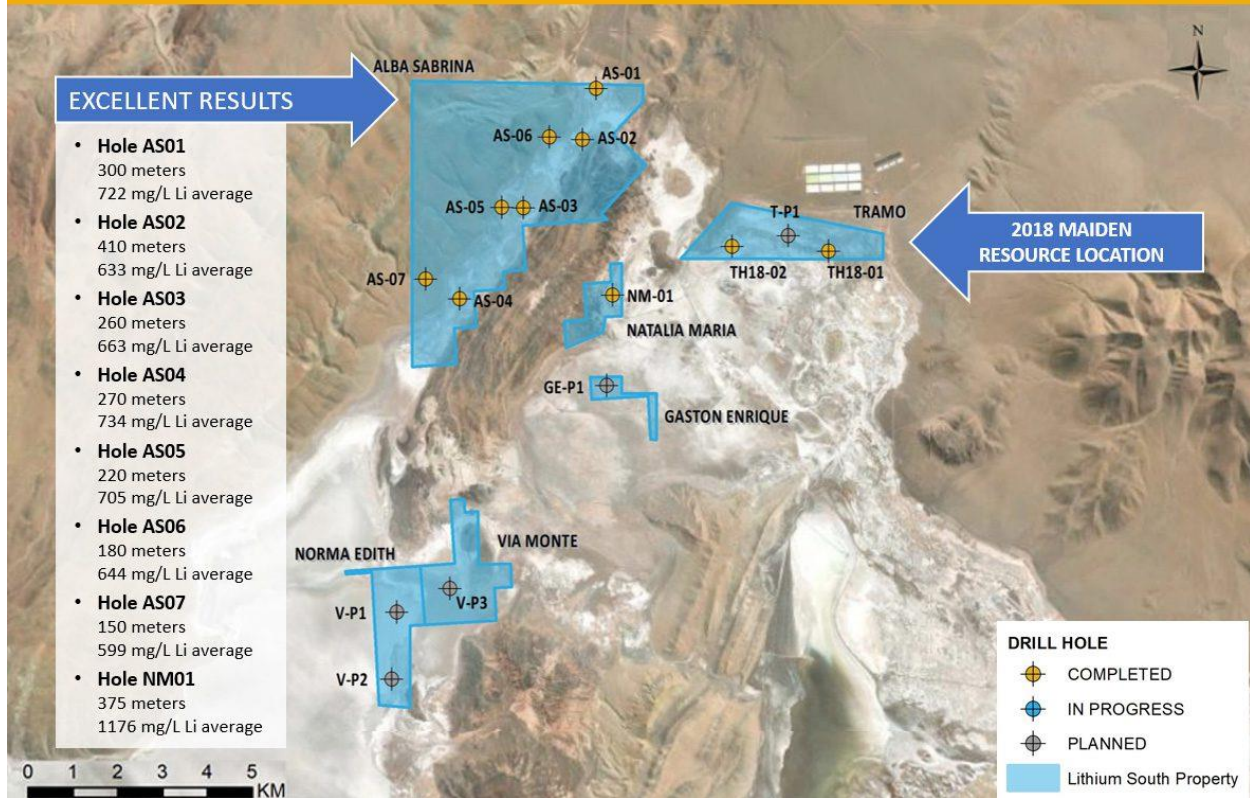 N
EXCELLENT RESULTS
• Hole AS01
300 meters
722 mg/L Li average
• Hole AS02
410 meters
633 mg/L Li average
• Hole AS03
260 meters
663 mg/L Li average
• Hole AS04
270 meters
734 mg/L Li average
• Hole AS05
220 meters
705 mg/L Li average
• Hole AS06
180 meters
644 mg/L Li average
• Hole AS07
150 meters
599 mg/L Li average
• Hole NM01
375 meters
1176 mg/L Li average
ALBA SABRINA
AS-01
AS-06
AS-02
AS-05
AS-03
AS-07
AS-04
T-P1
TRAMO
TH18-02
TH18-01
2018 MAIDEN
RESOURCE LOCATION
NM-01
NATALIA MARIA
GE-P1
GASTON ENRIQUE
NORMA EDITH
VIA MONTE
V-P1
V-P3
V-P2
0 1 2 3 4 5
KM
DRILL HOLE
COMPLETED
IN PROGRESS
PLANNED
Lithium South Property